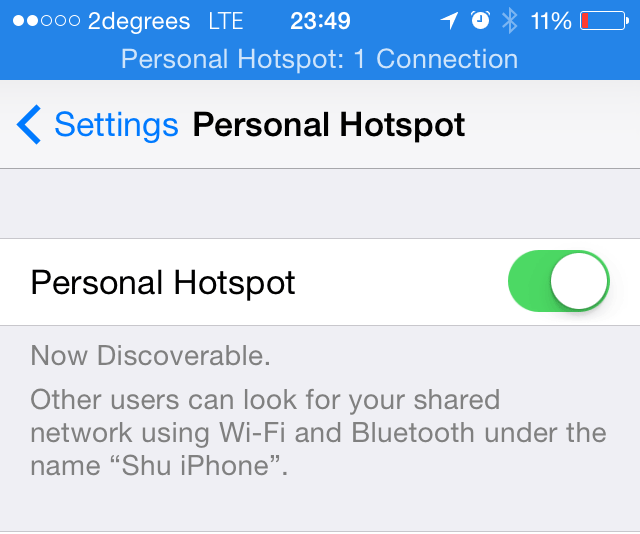 2degrees LTE 23:49 11%
Personal Hotspot: 1 Connection
Settings Personal Hotspot
Personal Hotspot
Now Discoverable.
Other users can look for your shared
network using Wi-Fi and Bluetooth under the
name “Shu iPhone”.